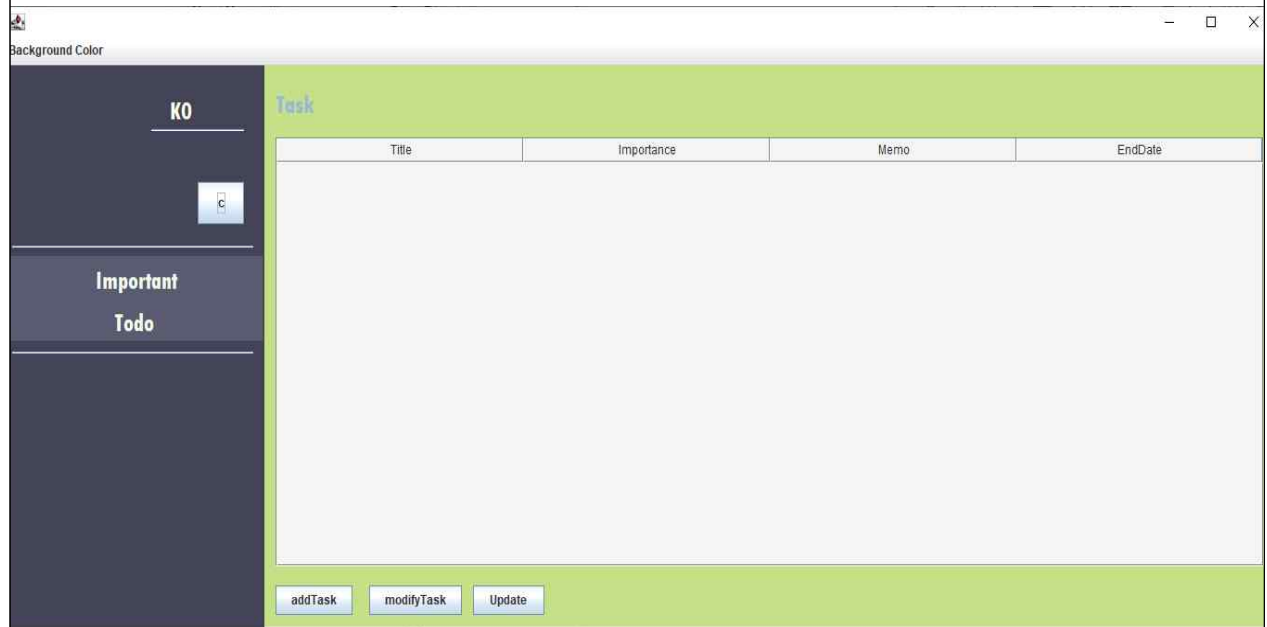 Background Color
KO
Task
Title Importance Memo EndDate
c
Important
Todo
addTask modifyTask Update